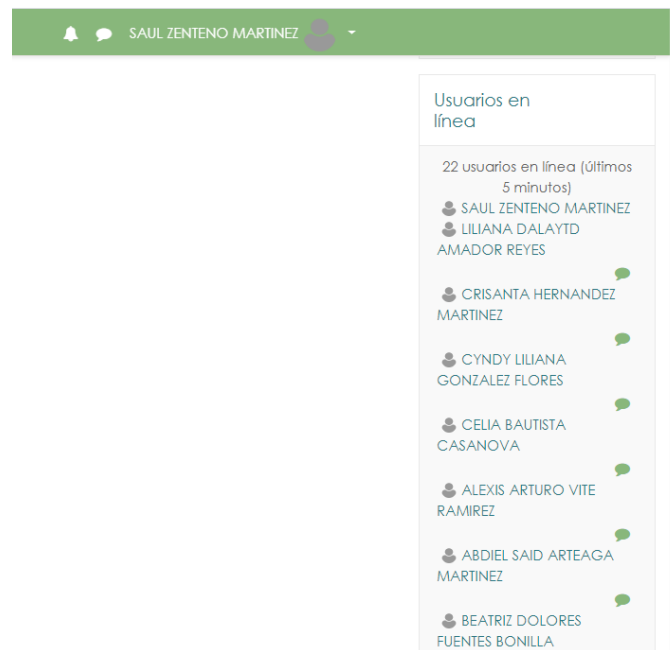 SAUL ZENTENO MARTINEZ
Usuarios en
línea
22 usuarios en línea (últimos
5 minutos)
SAUL ZENTENO MARTINEZ
LILIANA DALAYTD
AMADOR REYES
CRISANTA HERNANDEZ
MARTINEZ
CYNDY LILIANA
GONZALEZ FLORES
CELIA BAUTISTA
CASANOVA
ALEXIS ARTURO VITE
RAMIREZ
ABDIEL SAID ARTEAGA
MARTINEZ
BEATRIZ DOLORES
FUENTES BONILLA